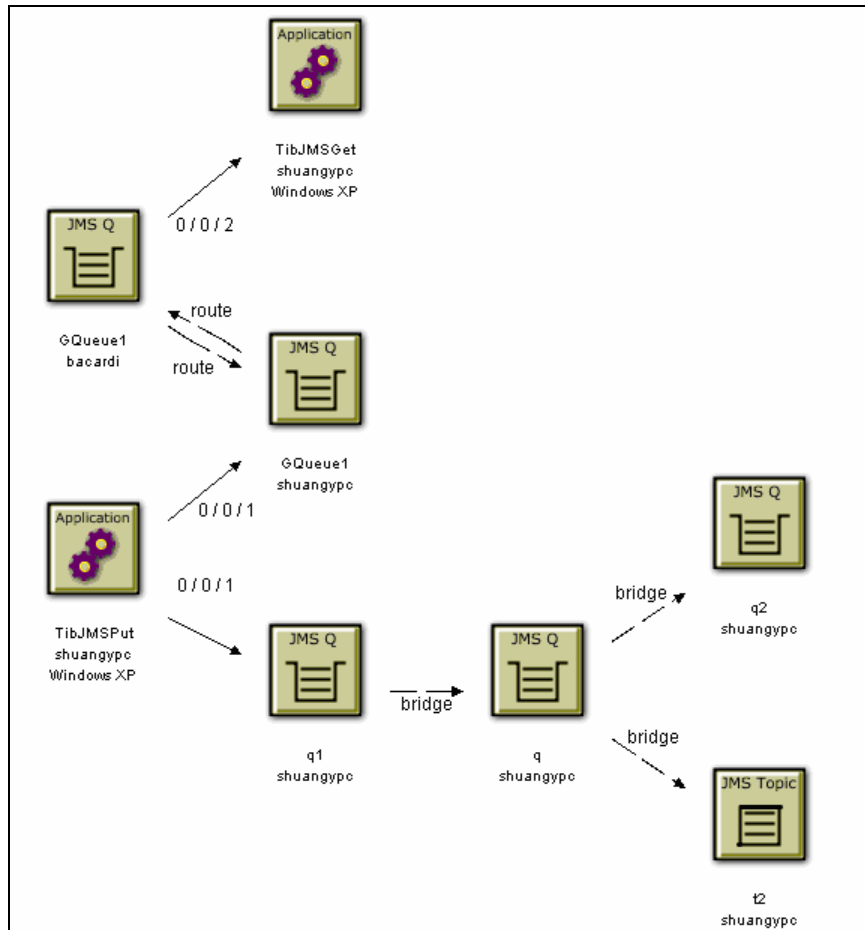 Application
TibJMSGet
shuangypc
Windows XP
0 / 0 / 2
JMS Q
GQueue1
bacardi
route
route
JMS Q
GQueue1
shuangypc
0 / 0 / 1
Application
TibJMSPut
shuangypc
Windows XP
0 / 0 / 1
JMS Q
q1
shuangypc
bridge
JMS Q
q
shuangypc
bridge
JMS Q
q2
shuangypc
bridge
JMS Topic
t2
shuangypc